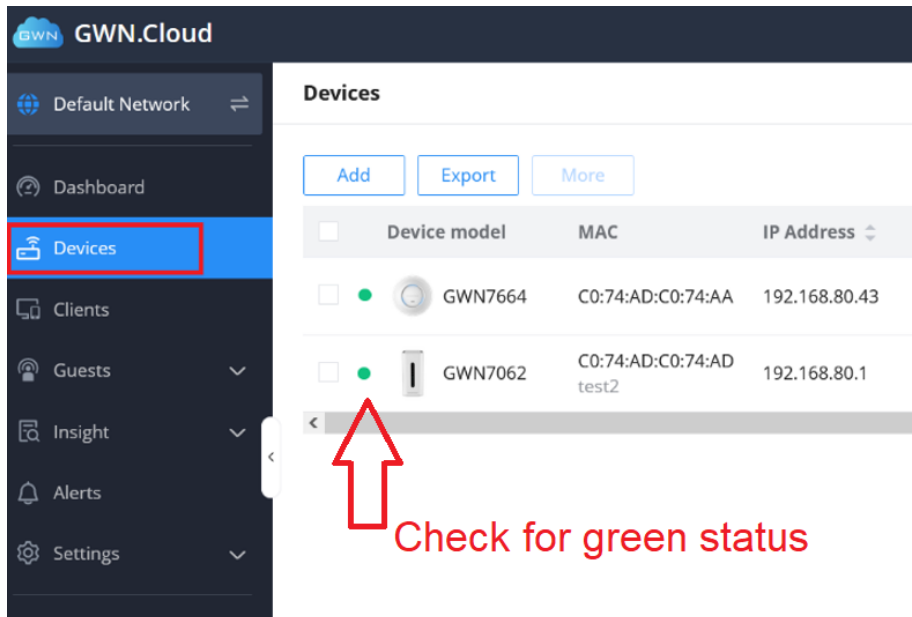 GWN GWN.Cloud
Default Network
Dashboard
Devices
Clients
Guests
Insight
Alerts
Settings
Devices
Add Export More
Device model MAC IP Address
GWN7664 C0:74:AD:C0:74:AA 192.168.80.43
GWN7062 C0:74:AD:C0:74:AD 192.168.80.1
test2
Check for green status